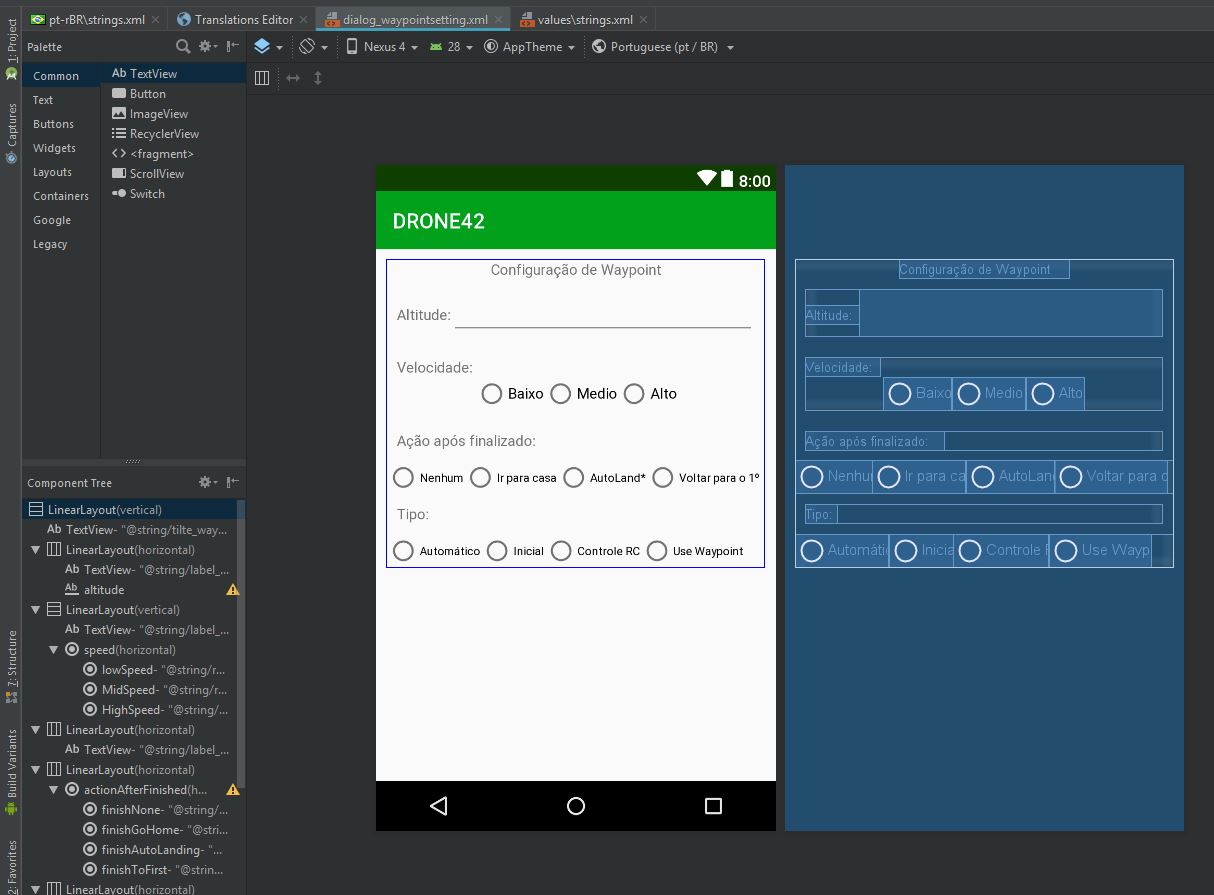 pt-rBR\strings.xml
Translations Editor
dialog_waypointsetting.xml
values\strings.xml
1: Project
Captures
7: Structure
Build Variants
2: Favorites
Palette
Nexus 4
28
AppTheme
Portuguese (pt / BR)
Common
Text
Buttons
Widgets
Layouts
Containers
Google
Legacy
Ab TextView
Button
ImageView
RecyclerView
<fragment>
ScrollView
Switch
Component Tree
LinearLayout(vertical)
Ab TextView- "@string/tilte_way...
LinearLayout(horizontal)
Ab TextView- "@string/label_...
Ab altitude
LinearLayout(vertical)
Ab TextView- "@string/label_...
speed(horizontal)
lowSpeed- "@string/r...
MidSpeed- "@string/r...
HighSpeed- "@string/...
LinearLayout(horizontal)
Ab TextView- "@string/label_...
LinearLayout(horizontal)
actionAfterFinished(h...
finishNone- "@string/...
finishGoHome- "@stri...
finishAutoLanding- "...
finishToFirst- "@strin...
LinearLayout(horizontal)
8:00
DRONE42
Configuração de Waypoint
Altitude:
Velocidade:
Baixo Medio Alto
Ação após finalizado:
Nenhum Ir para casa AutoLand* Voltar para o 1º
Tipo:
Automático Inicial Controle RC Use Waypoint
Configuração de Waypoint
Altitude:
Velocidade:
Baixo Medio Alto
Ação após finalizado:
Nenhu Ir para ca AutoLan Voltar para o
Tipo:
Automáti Inicia Controle R Use Wayp